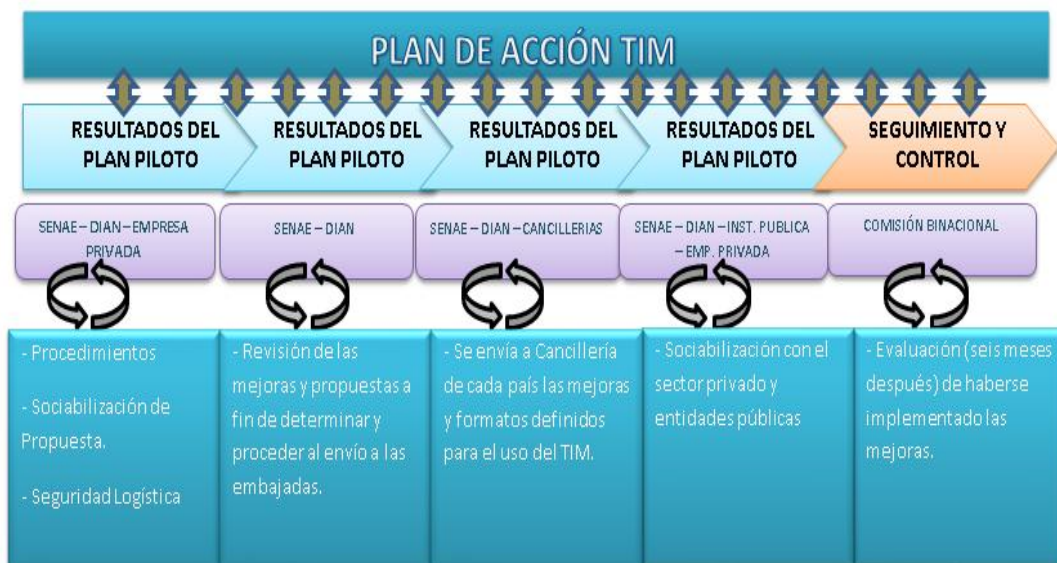 PLAN DE ACCIÓN TIM
RESULTADOS DEL
PLAN PILOTO
RESULTADOS DEL
PLAN PILOTO
RESULTADOS DEL
PLAN PILOTO
RESULTADOS DEL
PLAN PILOTO
SEGUIMIENTO Y
CONTROL
SENAE – DIAN – EMPRESA
PRIVADA
SENAE – DIAN
SENAE – DIAN – CANCILLERIAS
SENAE – DIAN – INST. PUBLICA
– EMP. PRIVADA
COMISIÓN BINACIONAL
- Procedimientos
- Sociabilización de
Propuesta.
- Seguridad Logística
- Revisión de las
mejoras y propuestas a
fin de determinar y
proceder al envío a las
embajadas.
- Se envía a Cancillería
de cada país las mejoras
y formatos definidos
para el uso del TIM.
- Sociabilización con el
sector privado y
entidades públicas
- Evaluación (seis meses
después) de haberse
implementado las
mejoras.